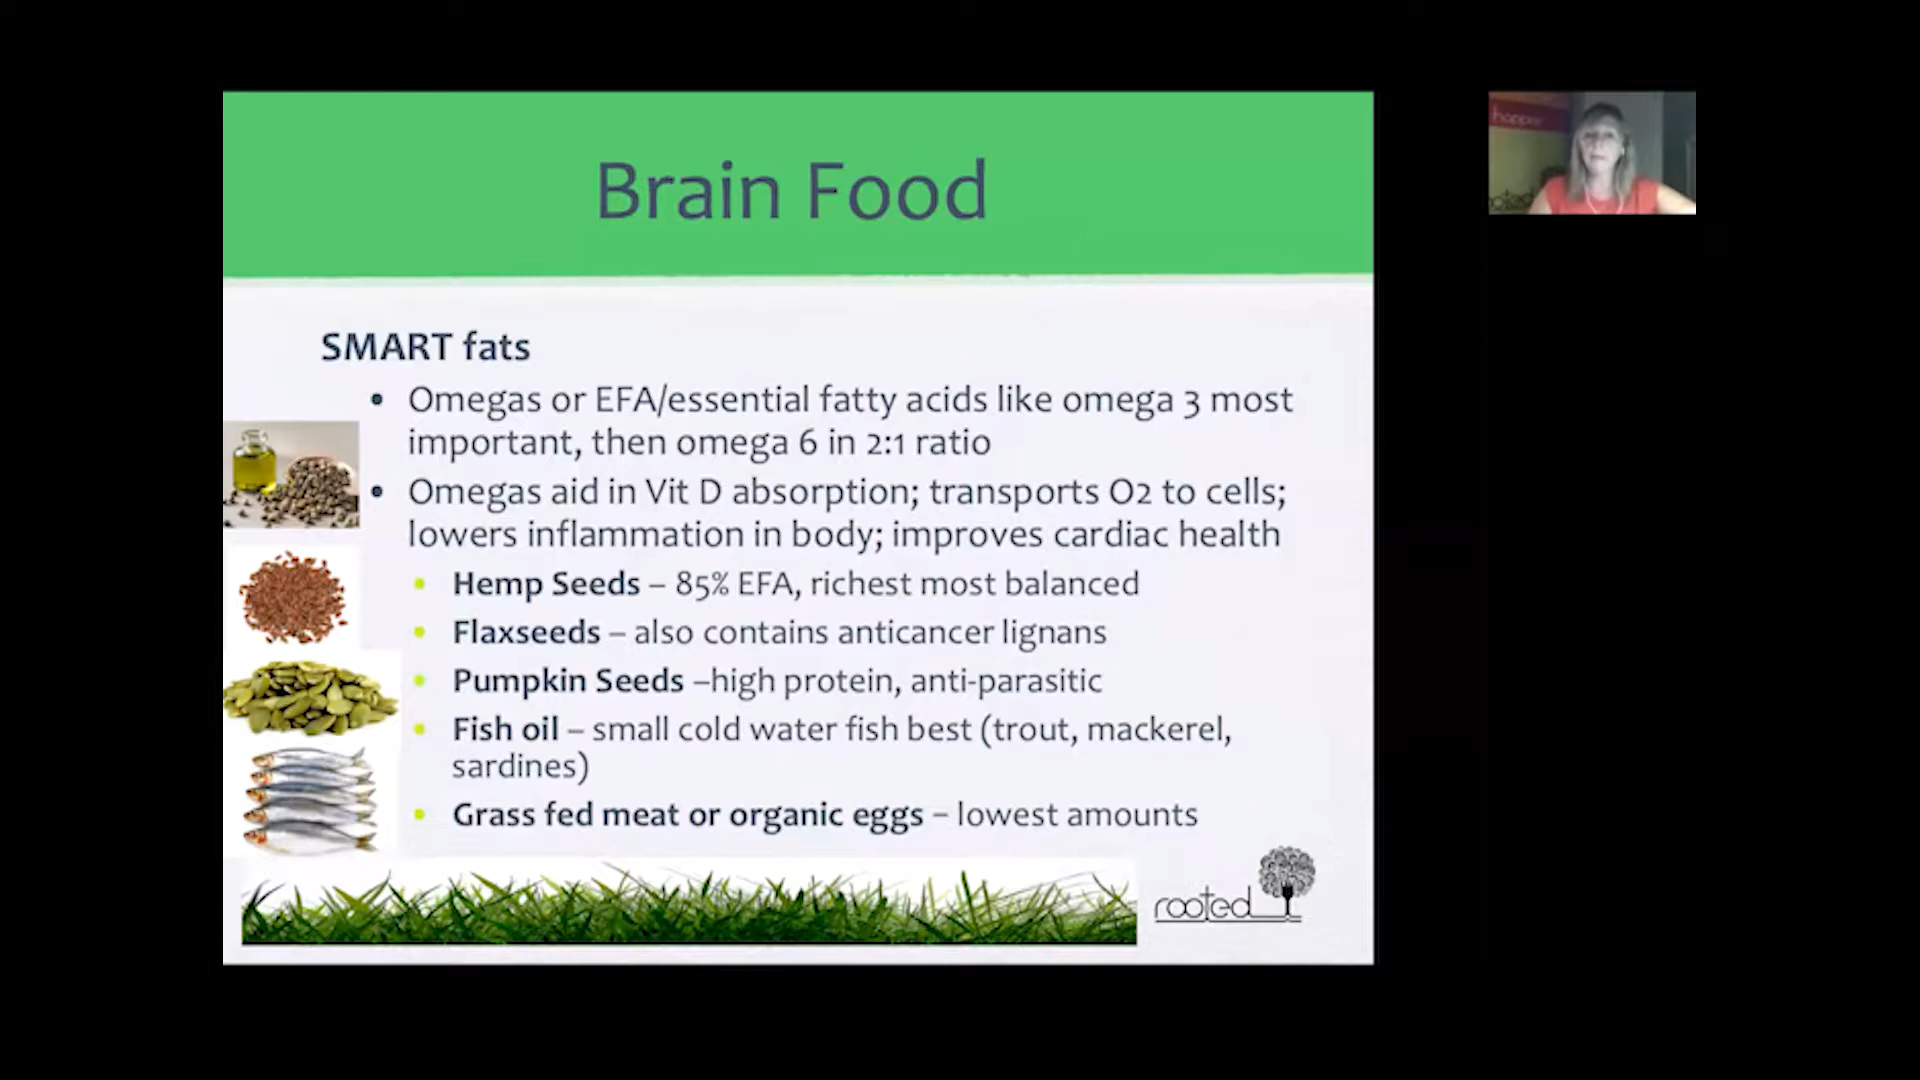 Brain Food
SMART fats
• Omegas or EFA/essential fatty acids like omega 3 most
important, then omega 6 in 2:1 ratio
• Omegas aid in Vit D absorption; transports O2 to cells;
lowers inflammation in body; improves cardiac health
• Hemp Seeds – 85% EFA, richest most balanced
• Flaxseeds – also contains anticancer lignans
• Pumpkin Seeds –high protein, anti-parasitic
• Fish oil – small cold water fish best (trout, mackerel,
sardines)
• Grass fed meat or organic eggs – lowest amounts
rooted